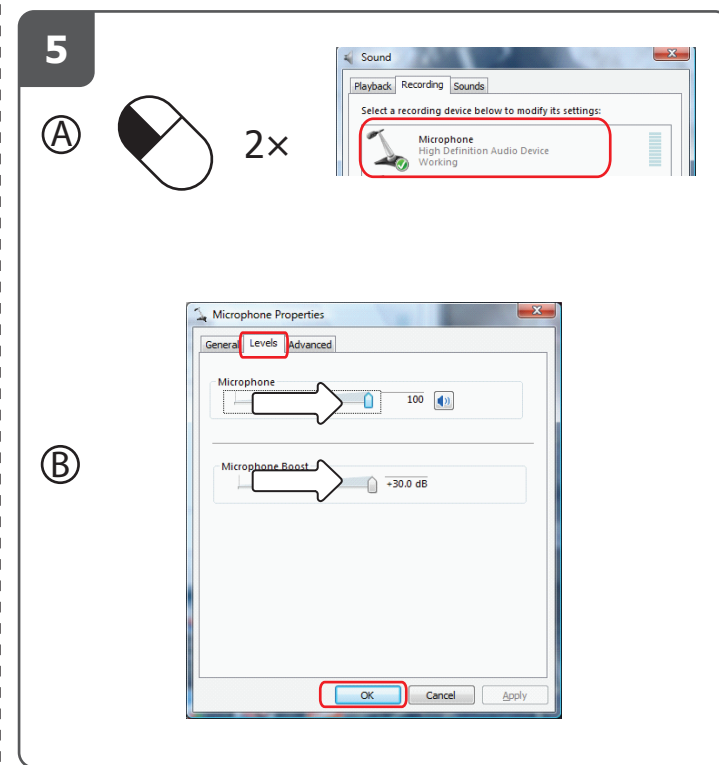 5
Sound
Playback Recording Sounds
Select a recording device below to modify its settings:
A
2×
Microphone
High Definition Audio Device
Working
Microphone Properties
General Levels Advanced
Microphone
100
B
Microphone Boost
+30.0 dB
OK Cancel Apply